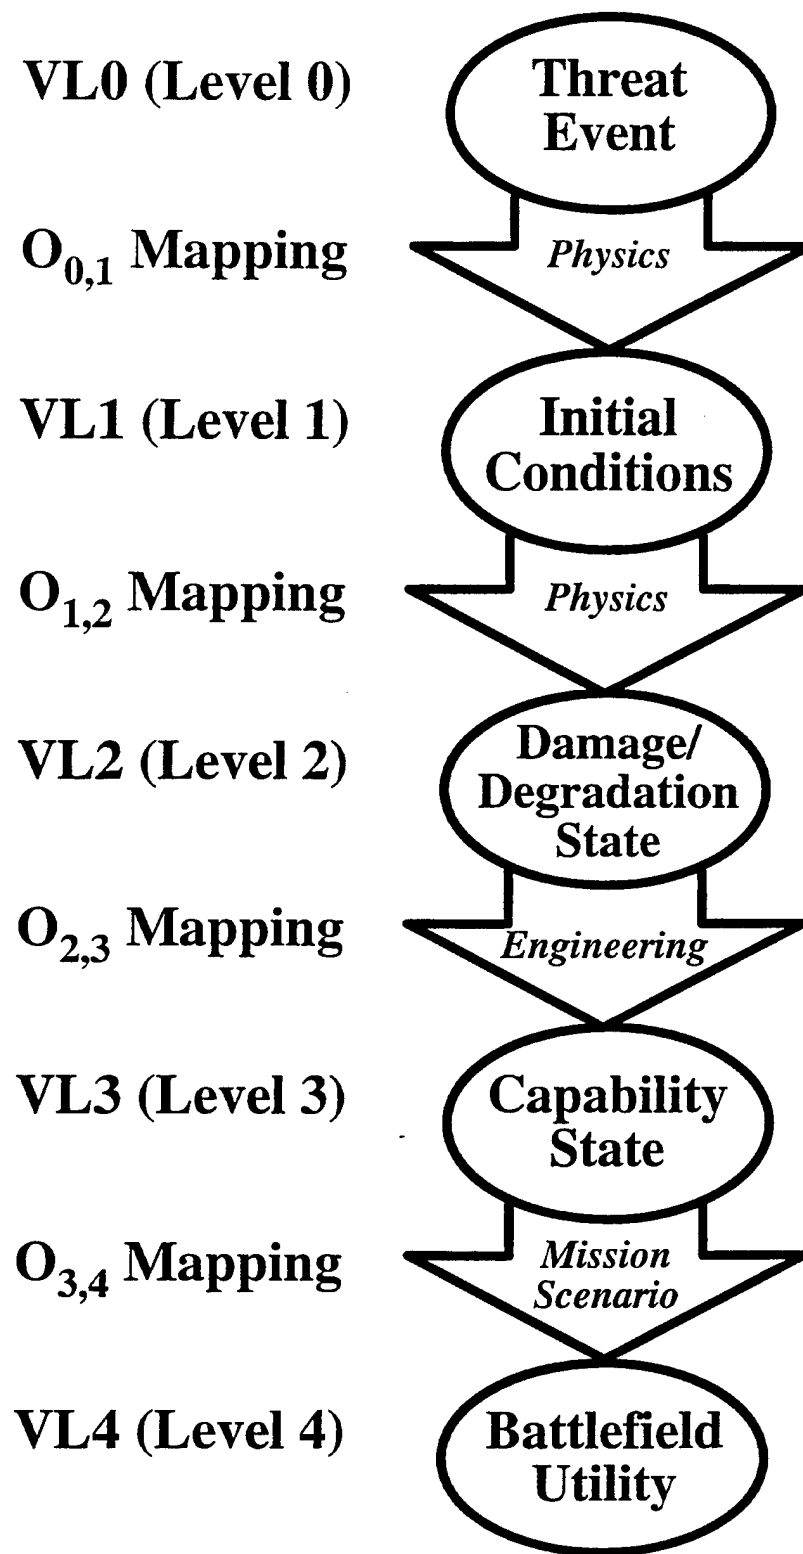 VL0 (Level 0)
Threat
Event
O0,1 Mapping
Physics
VL1 (Level 1)
Initial
Conditions
O1,2 Mapping
Physics
VL2 (Level 2)
Damage/
Degradation
State
O2,3 Mapping
Engineering
VL3 (Level 3)
Capability
State
O3,4 Mapping
Mission
Scenario
VL4 (Level 4)
Battlefield
Utility